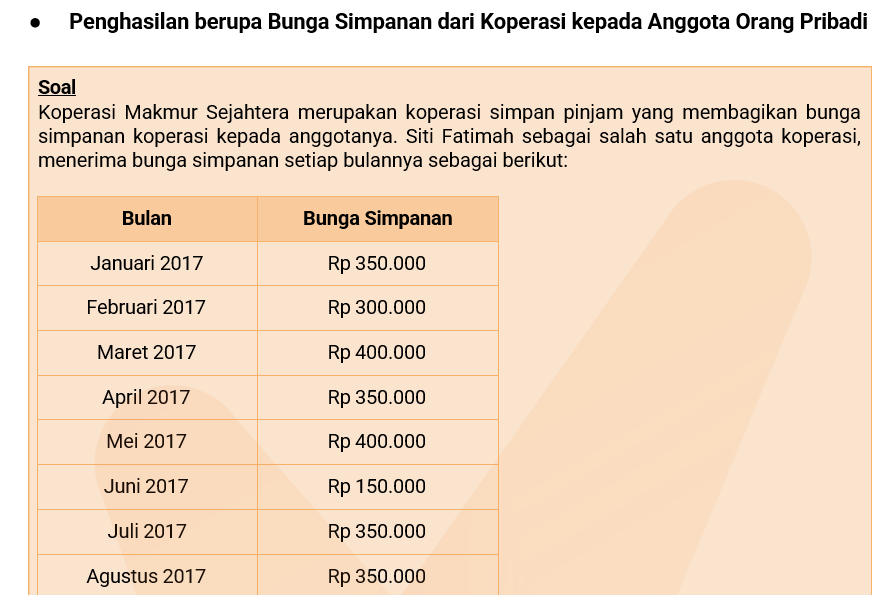 ● Penghasilan berupa Bunga Simpanan dari Koperasi kepada Anggota Orang Pribadi
Soal
Koperasi Makmur Sejahtera merupakan koperasi simpan pinjam yang membagikan bunga
simpanan koperasi kepada anggotanya. Siti Fatimah sebagai salah satu anggota koperasi,
menerima bunga simpanan setiap bulannya sebagai berikut:
Bulan Bunga Simpanan
Januari 2017 Rp 350.000
Februari 2017 Rp 300.000
Maret 2017 Rp 400.000
April 2017 Rp 350.000
Mei 2017 Rp 400.000
Juni 2017 Rp 150.000
Juli 2017 Rp 350.000
Agustus 2017 Rp 350.000